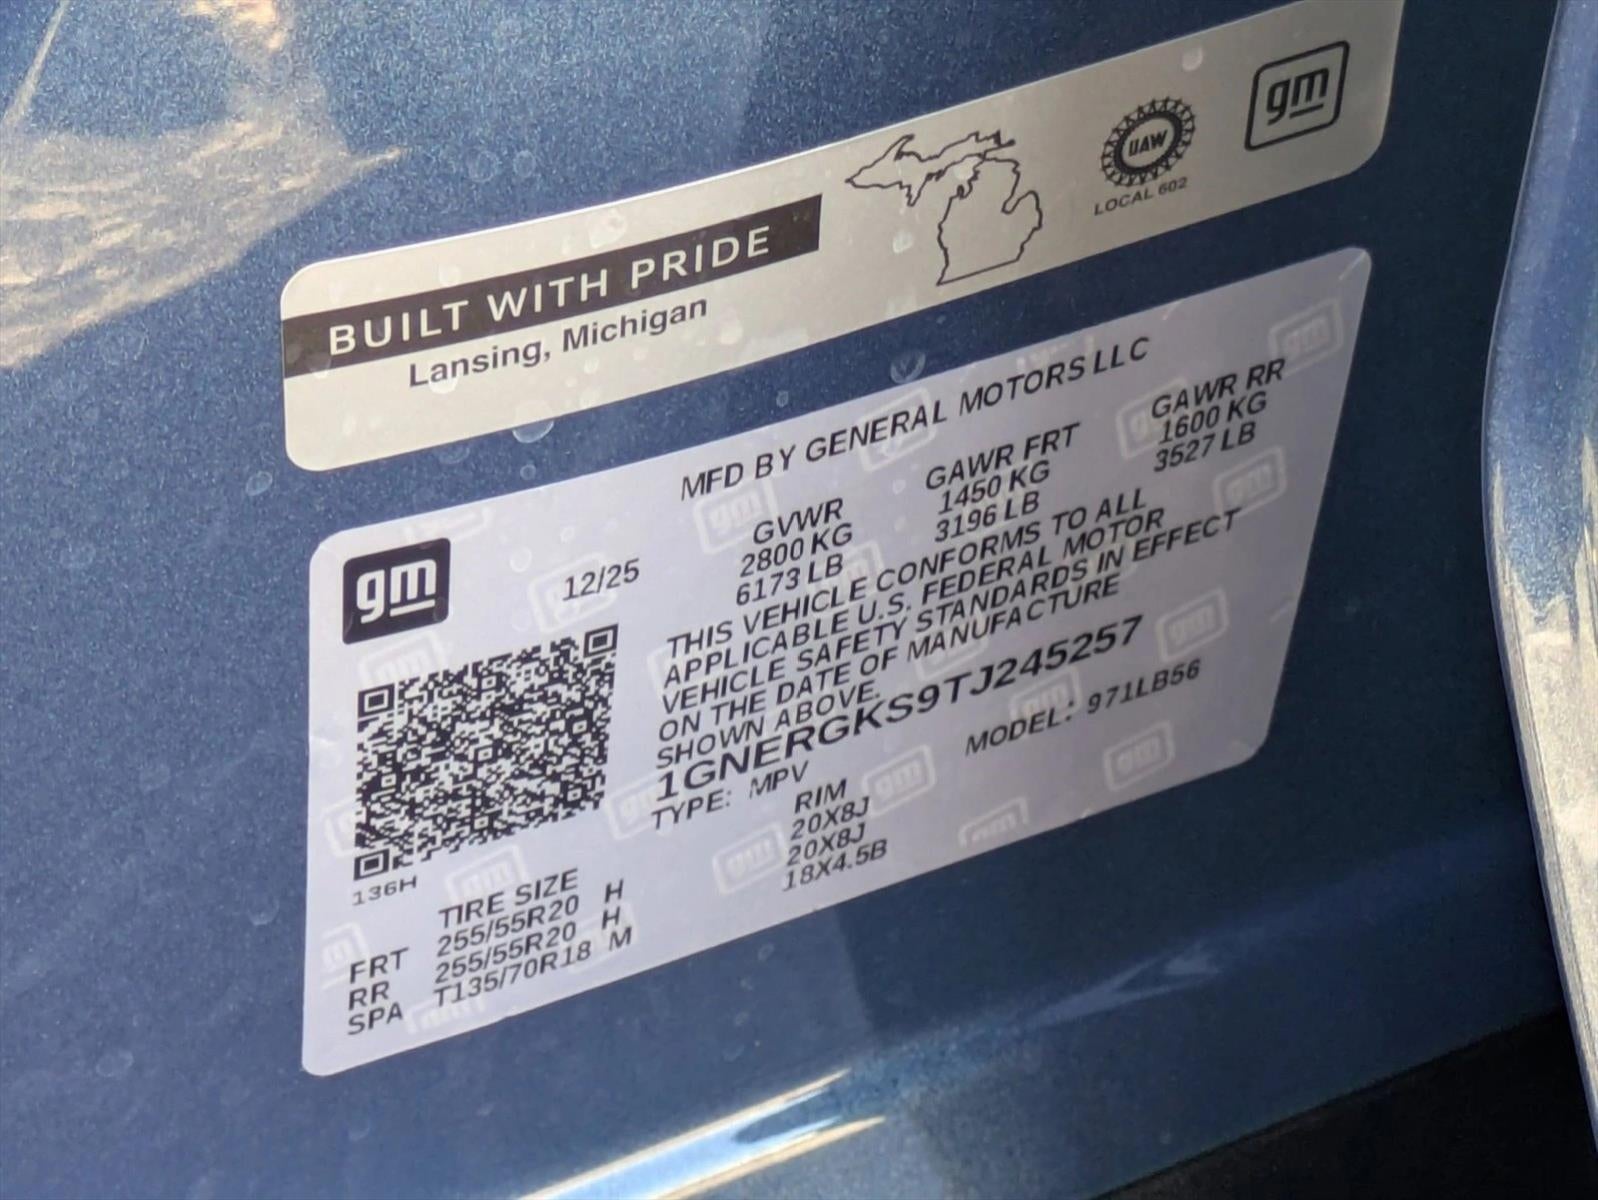 BUILT WITH PRIDE
Lansing, Michigan
UAW
LOCAL 602
gm
MFD BY GENERAL MOTORS LLC
gm
12/25
GVWR GAWR FRT GAWR RR
2800 KG 1450 KG 1600 KG
6173 LB 3196 LB 3527 LB
THIS VEHICLE CONFORMS TO ALL
APPLICABLE U.S. FEDERAL MOTOR
VEHICLE SAFETY STANDARDS IN EFFECT
ON THE DATE OF MANUFACTURE
SHOWN ABOVE.
1GNERGKS9TJ245257
TYPE: MPV MODEL: 971LB56
136H
TIRE SIZE RIM
FRT 255/55R20 H 20X8J
RR 255/55R20 H 20X8J
SPA T135/70R18 M 18X4.5B